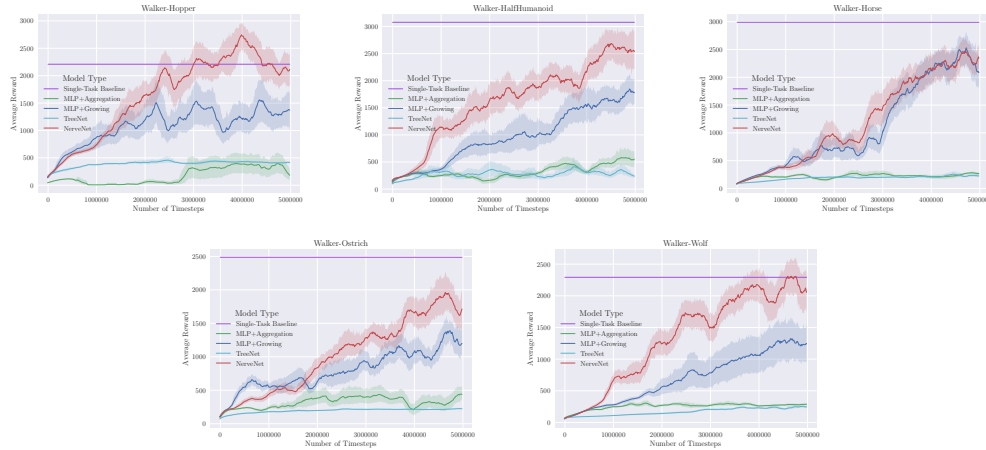 Walker-Hopper
3000
2500
2000
1500
1000
500
0
Average Reward
Model Type
Single-Task Baseline
MLP+Aggregation
MLP+Growing
TreeNet
NerveNet
0 1000000 2000000 3000000 4000000 5000000
Number of Timesteps
Walker-HalfHumanoid
3000
2500
2000
1500
1000
500
0
Average Reward
Model Type
Single-Task Baseline
MLP+Aggregation
MLP+Growing
TreeNet
NerveNet
0 1000000 2000000 3000000 4000000 5000000
Number of Timesteps
Walker-Horse
3000
2500
2000
1500
1000
500
0
Average Reward
Model Type
Single-Task Baseline
MLP+Aggregation
MLP+Growing
TreeNet
NerveNet
0 1000000 2000000 3000000 4000000 5000000
Number of Timesteps
Walker-Ostrich
2500
2000
1500
1000
500
0
Average Reward
Model Type
Single-Task Baseline
MLP+Aggregation
MLP+Growing
TreeNet
NerveNet
0 1000000 2000000 3000000 4000000 5000000
Number of Timesteps
Walker-Wolf
2500
2000
1500
1000
500
0
Average Reward
Model Type
Single-Task Baseline
MLP+Aggregation
MLP+Growing
TreeNet
NerveNet
0 1000000 2000000 3000000 4000000 5000000
Number of Timesteps